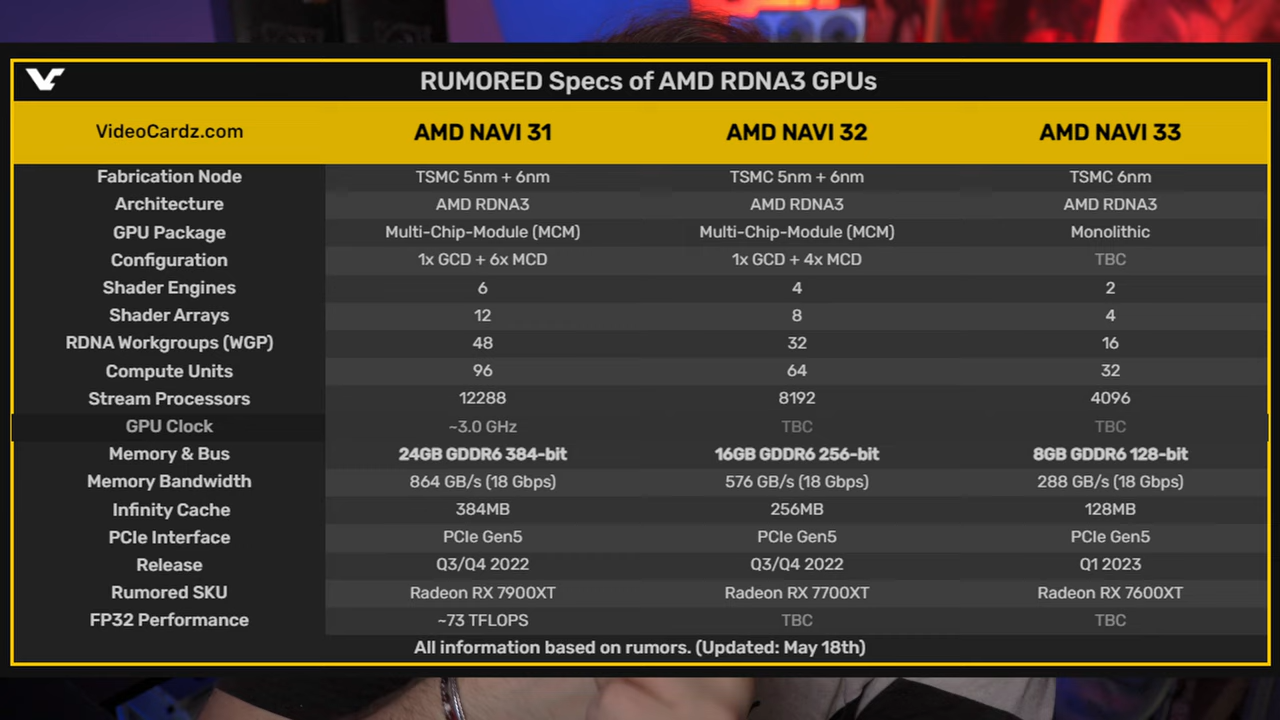 RUMORED Specs of AMD RDNA3 GPUs
VideoCardz.com AMD NAVI 31 AMD NAVI 32 AMD NAVI 33
Fabrication Node TSMC 5nm + 6nm TSMC 5nm + 6nm TSMC 6nm
Architecture AMD RDNA3 AMD RDNA3 AMD RDNA3
GPU Package Multi-Chip-Module (MCM) Multi-Chip-Module (MCM) Monolithic
Configuration 1x GCD + 6x MCD 1x GCD + 4x MCD TBC
Shader Engines 6 4 2
Shader Arrays 12 8 4
RDNA Workgroups (WGP) 48 32 16
Compute Units 96 64 32
Stream Processors 12288 8192 4096
GPU Clock ~3.0 GHz TBC TBC
Memory & Bus 24GB GDDR6 384-bit 16GB GDDR6 256-bit 8GB GDDR6 128-bit
Memory Bandwidth 864 GB/s (18 Gbps) 576 GB/s (18 Gbps) 288 GB/s (18 Gbps)
Infinity Cache 384MB 256MB 128MB
PCIe Interface PCIe Gen5 PCIe Gen5 PCIe Gen5
Release Q3/Q4 2022 Q3/Q4 2022 Q1 2023
Rumored SKU Radeon RX 7900XT Radeon RX 7700XT Radeon RX 7600XT
FP32 Performance ~73 TFLOPS TBC TBC
All information based on rumors. (Updated: May 18th)